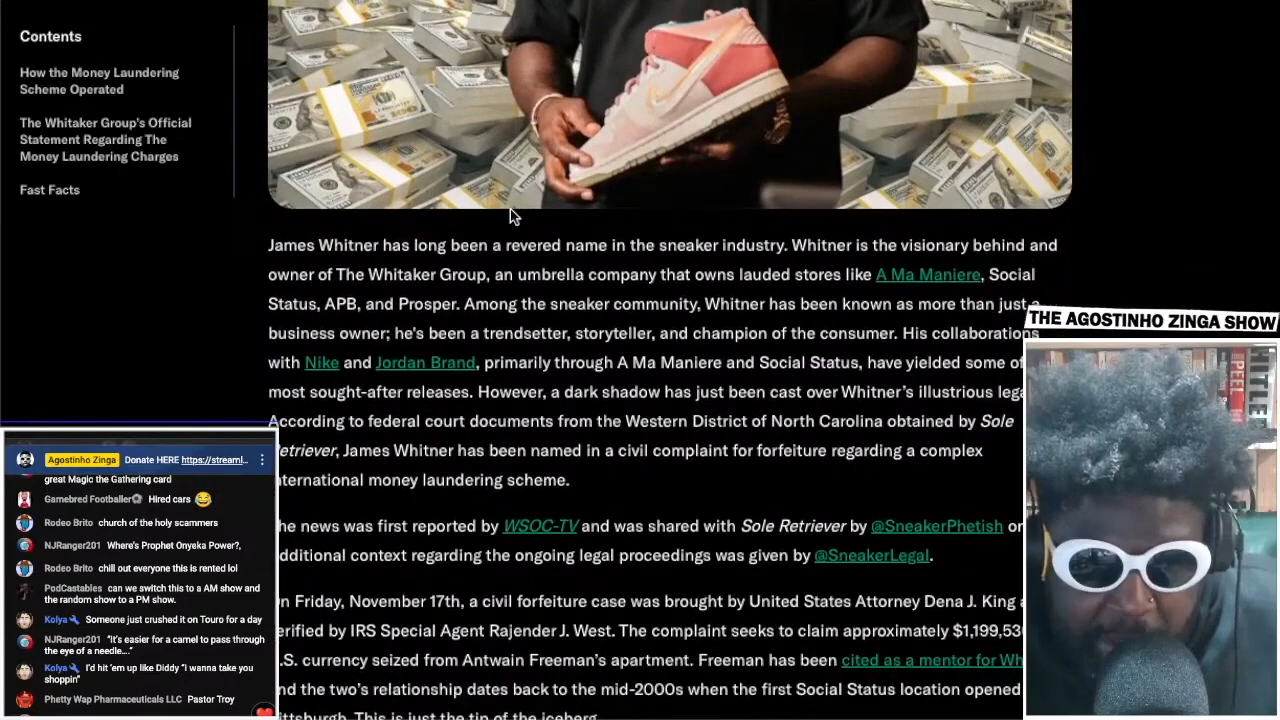 Contents
How the Money Laundering
Scheme Operated
The Whitaker Group's Official
Statement Regarding The
Money Laundering Charges
Fast Facts
James Whitner has long been a revered name in the sneaker industry. Whitner is the visionary behind and
owner of The Whitaker Group, an umbrella company that owns lauded stores like A Ma Maniere, Social
Status, APB, and Prosper. Among the sneaker community, Whitner has been known as more than just a
business owner; he's been a trendsetter, storyteller, and champion of the consumer. His collaborations
with Nike and Jordan Brand, primarily through A Ma Maniere and Social Status, have yielded some of
most sought-after releases. However, a dark shadow has just been cast over Whitner's illustrious lega
According to federal court documents from the Western District of North Carolina obtained by Sole
etriever, James Whitner has been named in a civil complaint for forfeiture regarding a complex
nternational money laundering scheme.
he news was first reported by WSOC-TV and was shared with Sole Retriever by @SneakerPhetish or
dditional context regarding the ongoing legal proceedings was given by @SneakerLegal.
n Friday, November 17th, a civil forfeiture case was brought by United States Attorney Dena J. King a
erified by IRS Special Agent Rajender J. West. The complaint seeks to claim approximately $1,199,53
.S. currency seized from Antwain Freeman's apartment. Freeman has been cited as a mentor for Wh
nd the two's relationship dates back to the mid-2000s when the first Social Status location opened
ittsburgh. This is just the tip of the iceberg.
THE AGOSTINHO ZINGA SHOW
PEEL
Agostinho Zinga Donate HERE https://streaml...
great Magic the Gathering card
Gamebred Footballer Hired cars 😂
Rodeo Brito church of the holy scammers
NJRanger201 Where's Prophet Onyeka Power?,
Rodeo Brito chill out everyone this is rented lol
PodCastables can we switch this to a AM show and
the random show to a PM show.
Kolya Someone just crushed it on Touro for a day
NJRanger201 "It's easier for a camel to pass through
the eye of a needle...."
Kolya I'd hit 'em up like Diddy "I wanna take you
shoppin"
Phetty Wap Pharmaceuticals LLC Pastor Troy